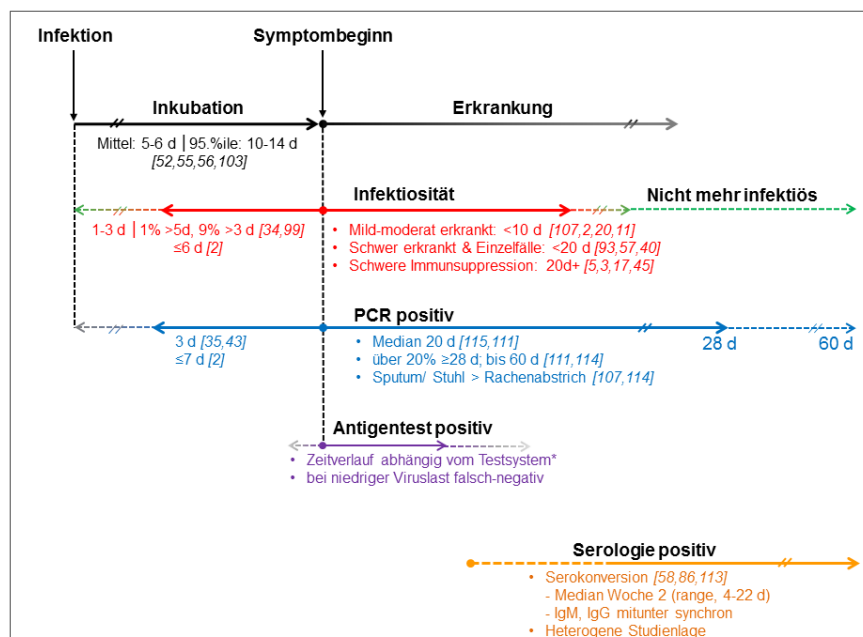 Infektion
Symptombeginn
Inkubation
Erkrankung
Mittel: 5-6 d | 95.%ile: 10-14 d
[52,55,56,103]
Infektiosität
Nicht mehr infektiös
1-3 d | 1% >5d, 9% >3 d [34,99]
≤6 d [2]
• Mild-moderat erkrankt: <10 d [107,2,20,11]
• Schwer erkrankt & Einzelfälle: <20 d [93,57,40]
• Schwere Immunsuppression: 20d+ [5,3,17,45]
PCR positiv
3 d [35,43]
≤7 d [2]
• Median 20 d [115,111]
• über 20% ≥28 d; bis 60 d [111,114]
• Sputum/ Stuhl > Rachenabstrich [107,114]
28 d
60 d
Antigentest positiv
• Zeitverlauf abhängig vom Testsystem*
• bei niedriger Viruslast falsch-negativ
Serologie positiv
• Serokonversion [58,86,113]
- Median Woche 2 (range, 4-22 d)
- IgM, IgG mitunter synchron
• Heterogene Studienlage